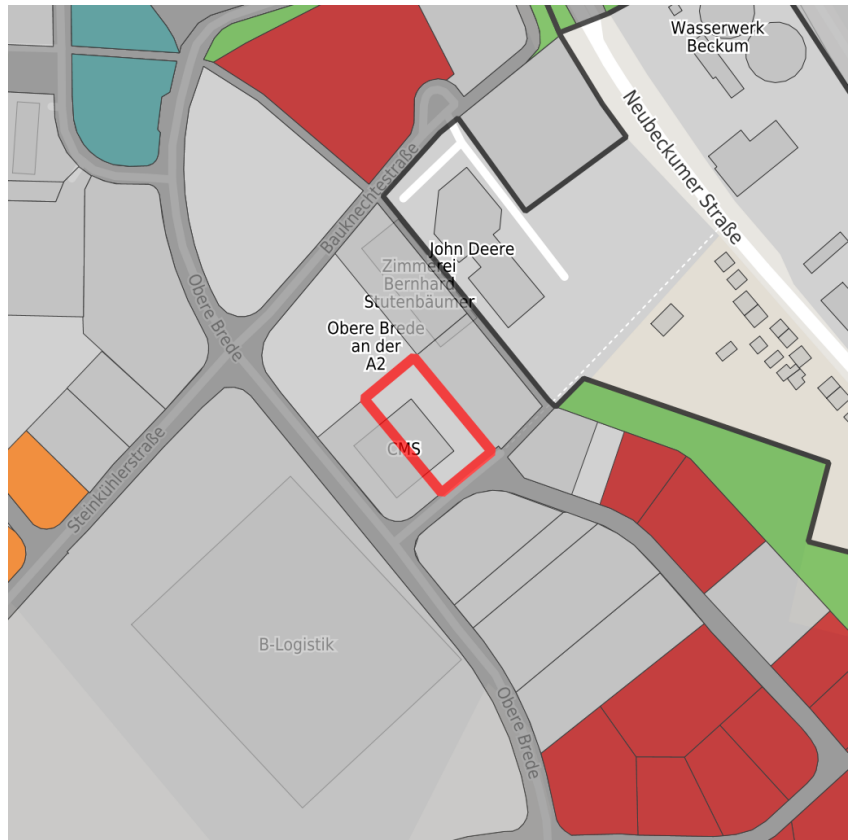 Wasserwerk
Beckum
Neubeckumer Straße
Bauknechtestraße
John Deere
Zimmerei
Bernhard
Stutenbäumer
Obere Brede
Obere Brede
an der
A2
CMS
Steinkühlerstraße
B-Logistik
Obere Brede